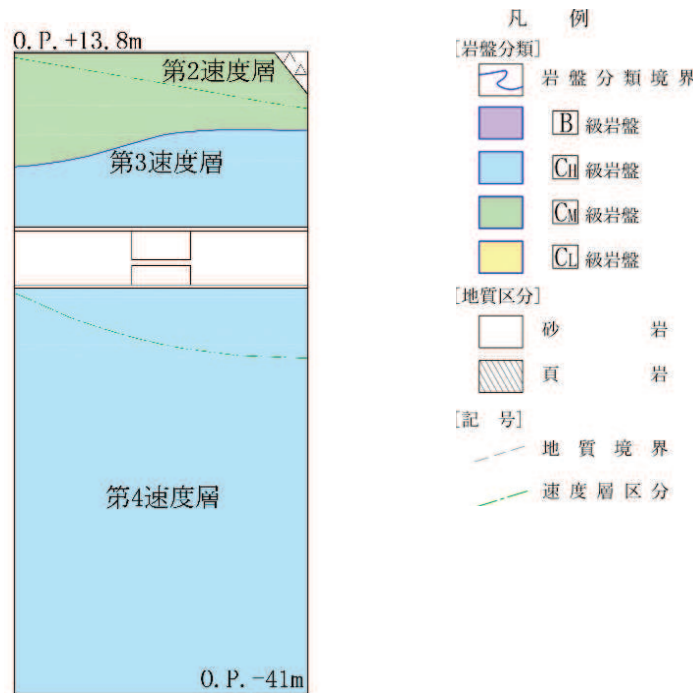 O.P.+13.8m
第2速度層
第3速度層
第4速度層
O.P.-41m
凡 例
[岩盤分類]
岩盤分類境界
B 級岩盤
CH 級岩盤
CM 級岩盤
CL 級岩盤
[地質区分]
砂 岩
頁 岩
[記 号]
地質境界
速度層区分